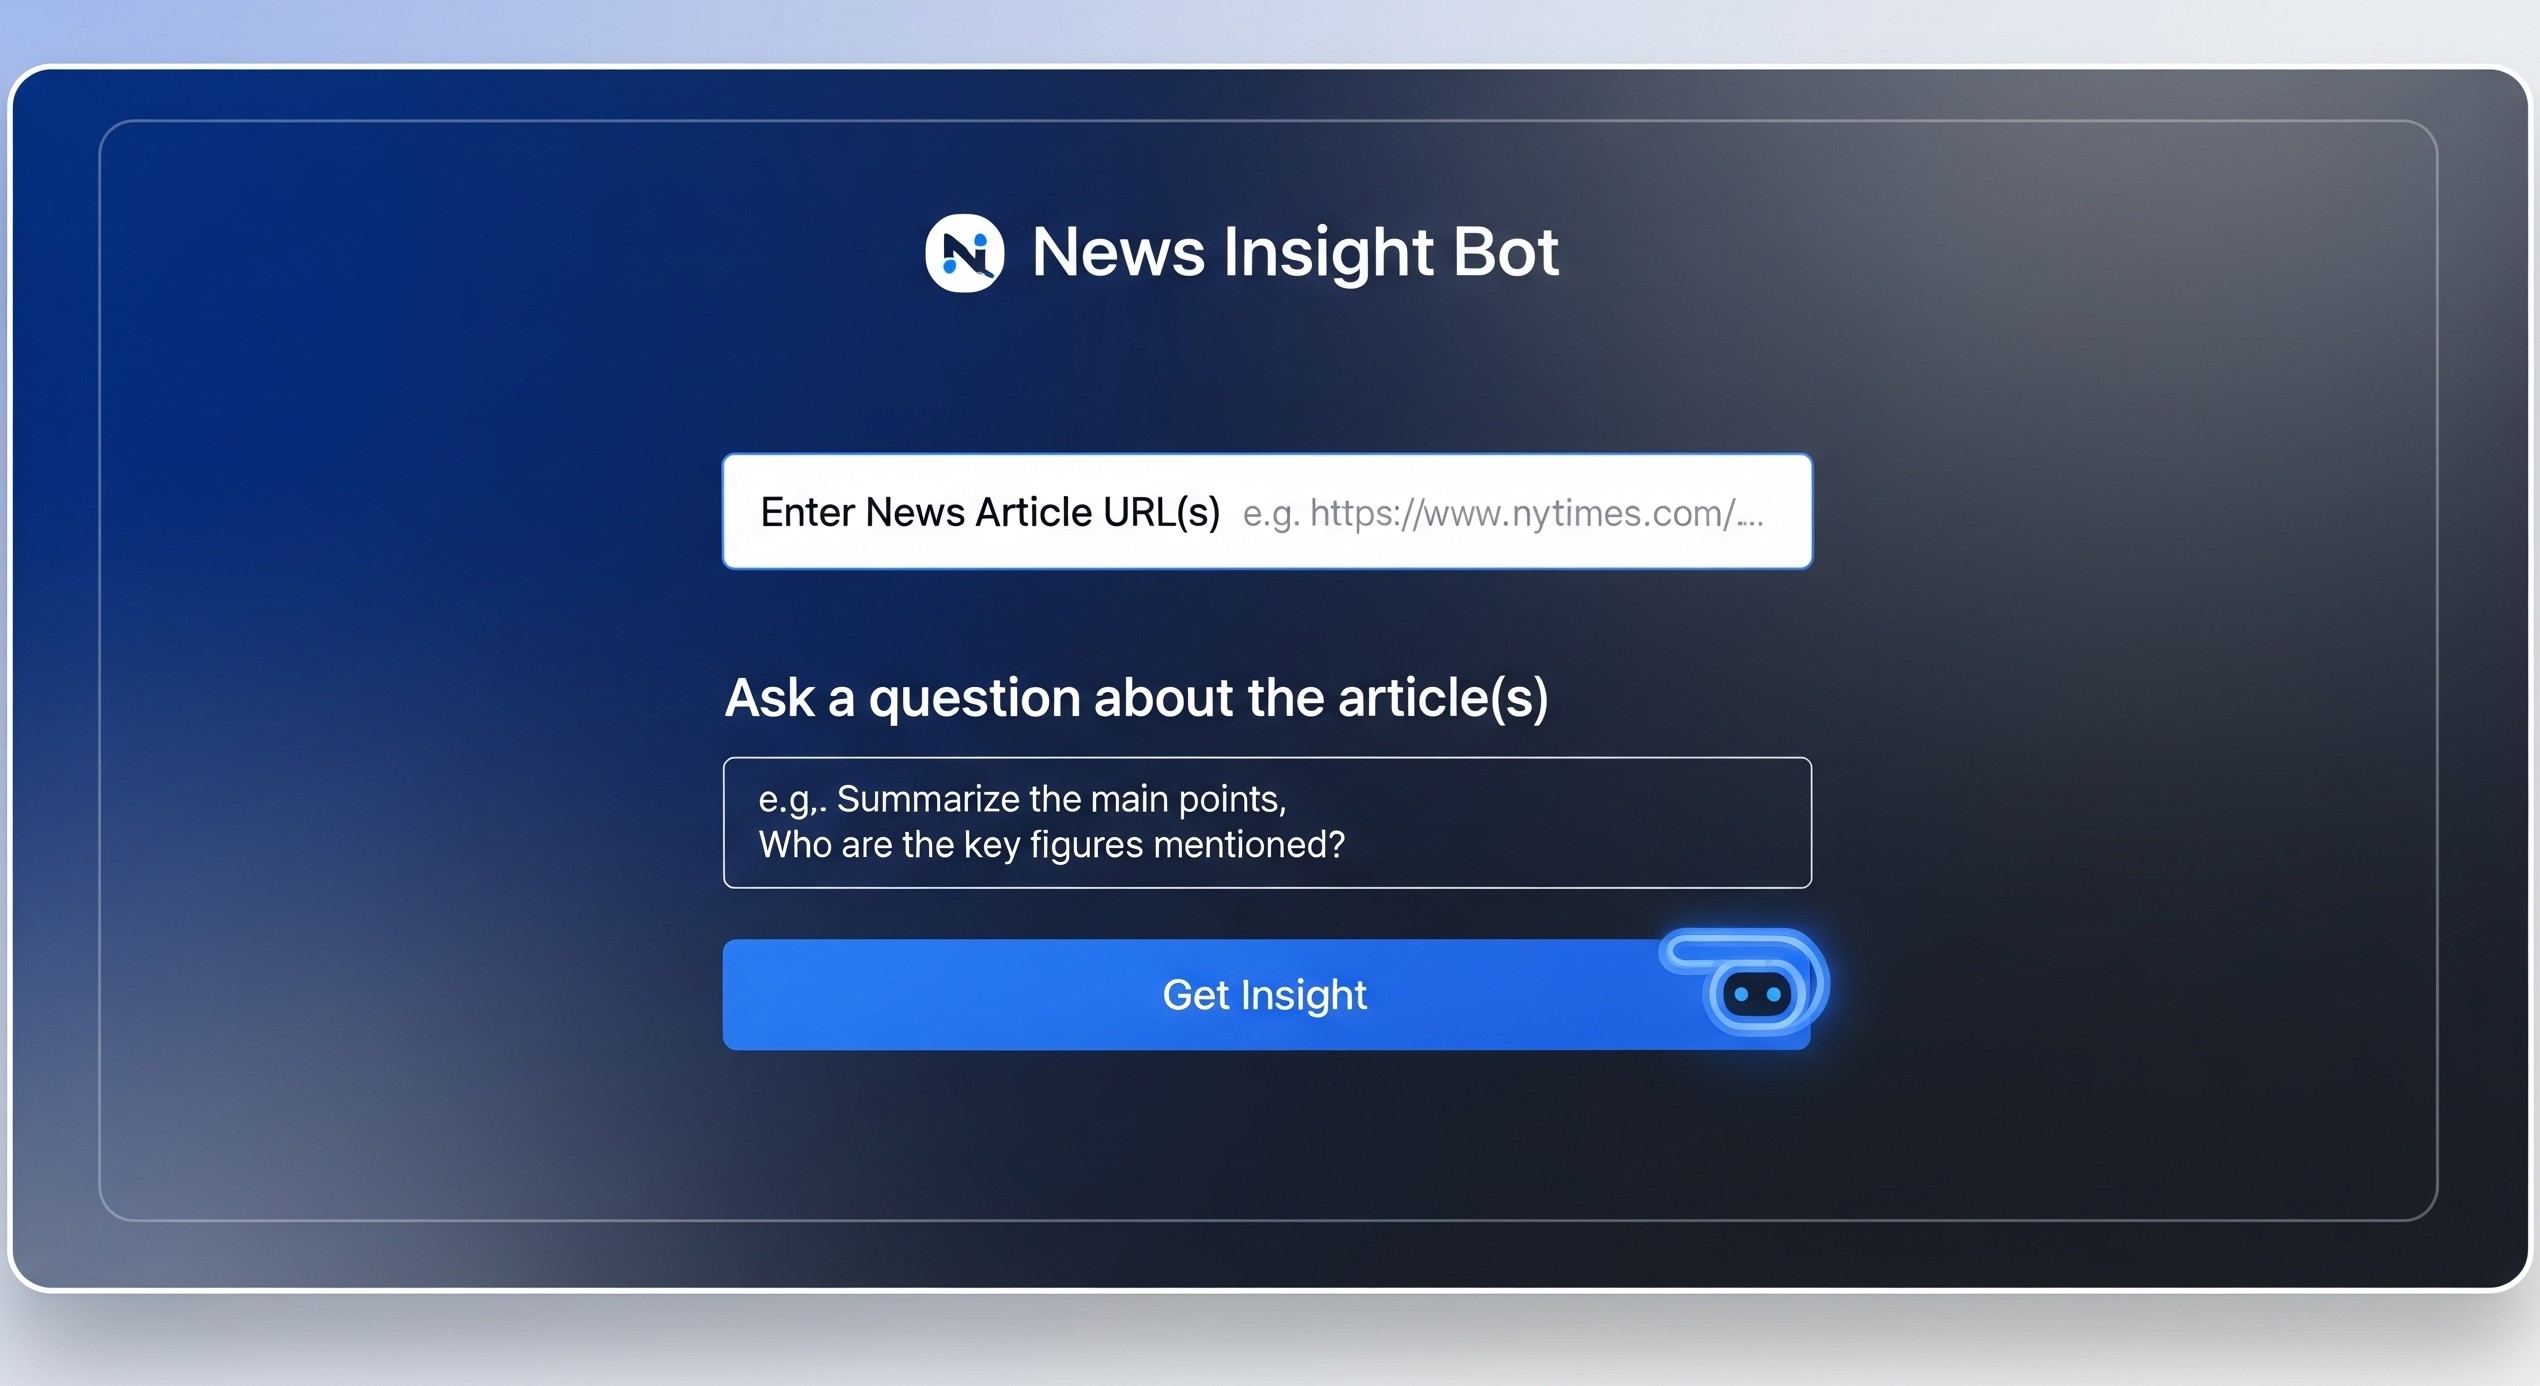 News Insight Bot
Enter News Article URL(s) e.g. https://www.nytimes.com/...
Ask a question about the article(s)
e.g,. Summarize the main points,
Who are the key figures mentioned?
Get Insight